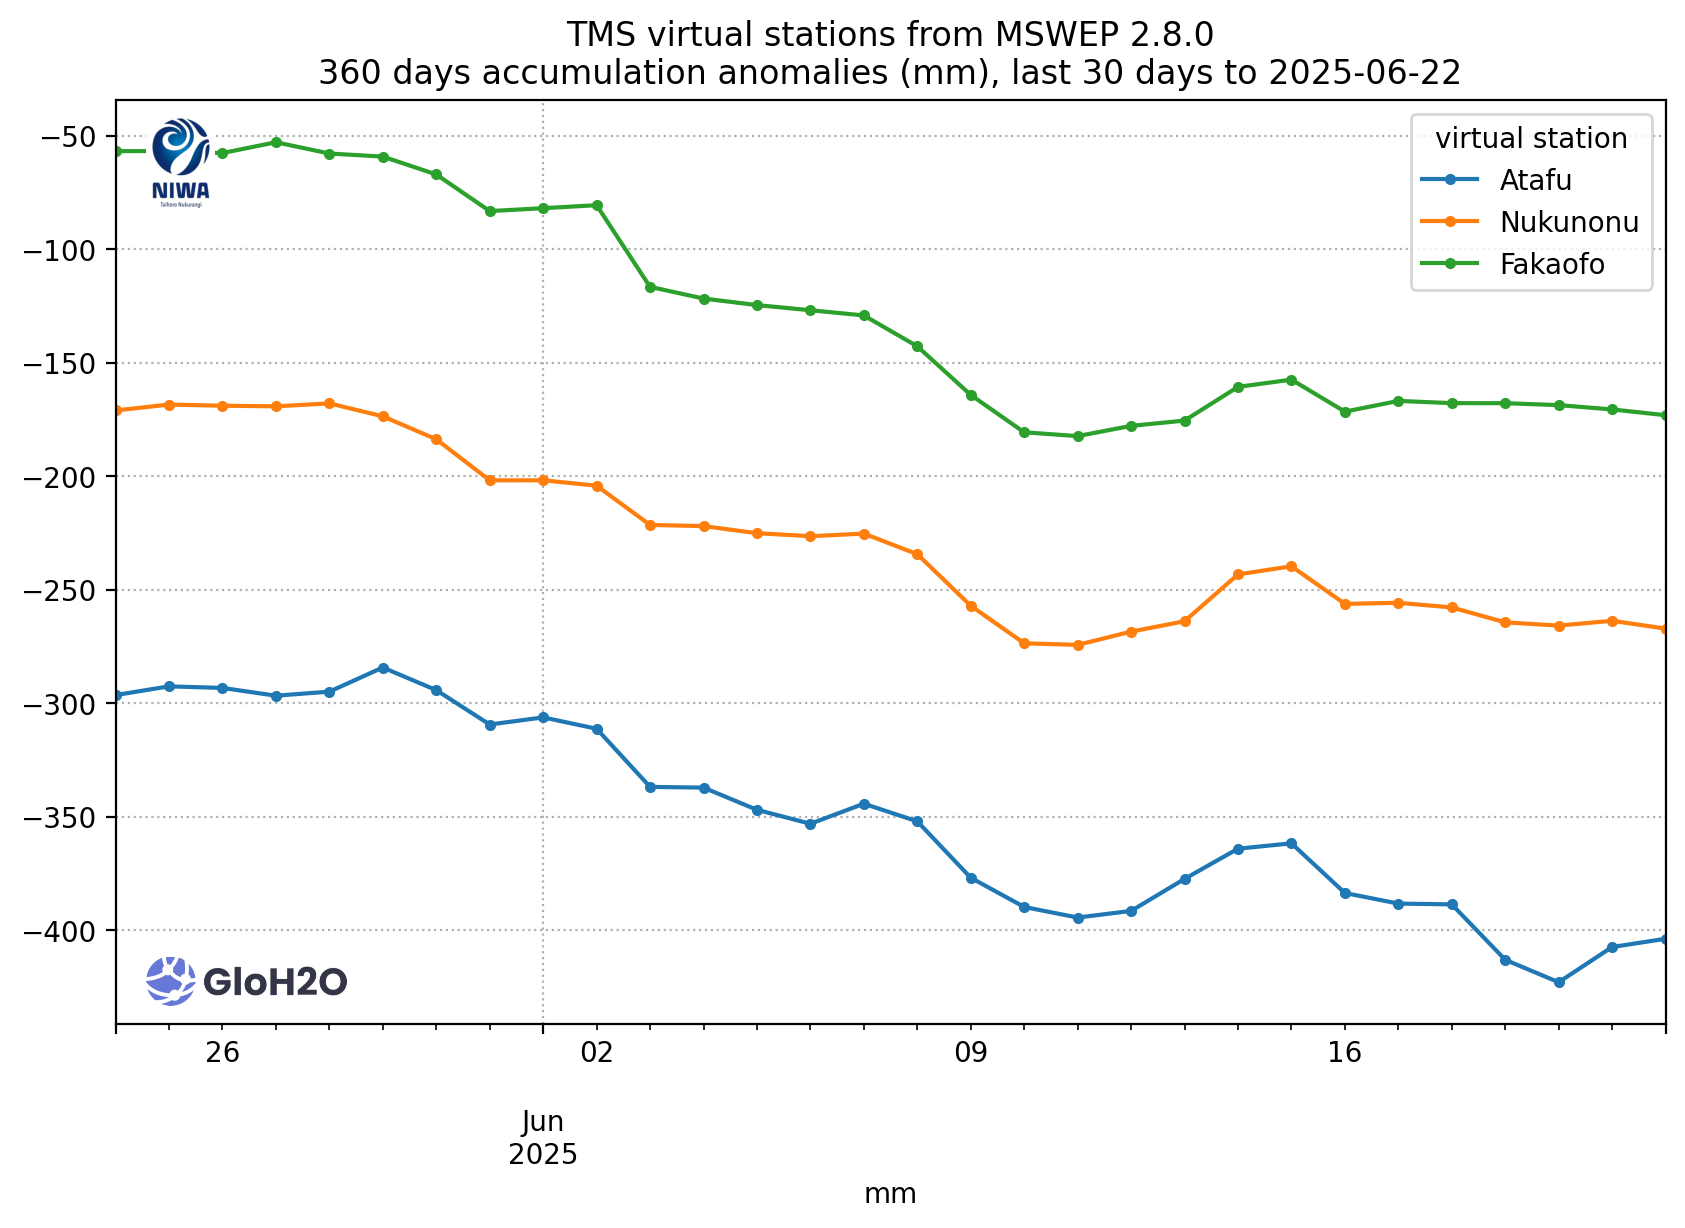 TMS virtual stations from MSWEP 2.8.0
360 days accumulation anomalies (mm), last 30 days to 2025-06-22
virtual station
Atafu
Nukunonu
Fakaofo
NIWA
Taihoro Nukurangi
−50
−100
−150
−200
−250
−300
−350
−400
GloH2O
26
02
09
16
Jun
2025
mm